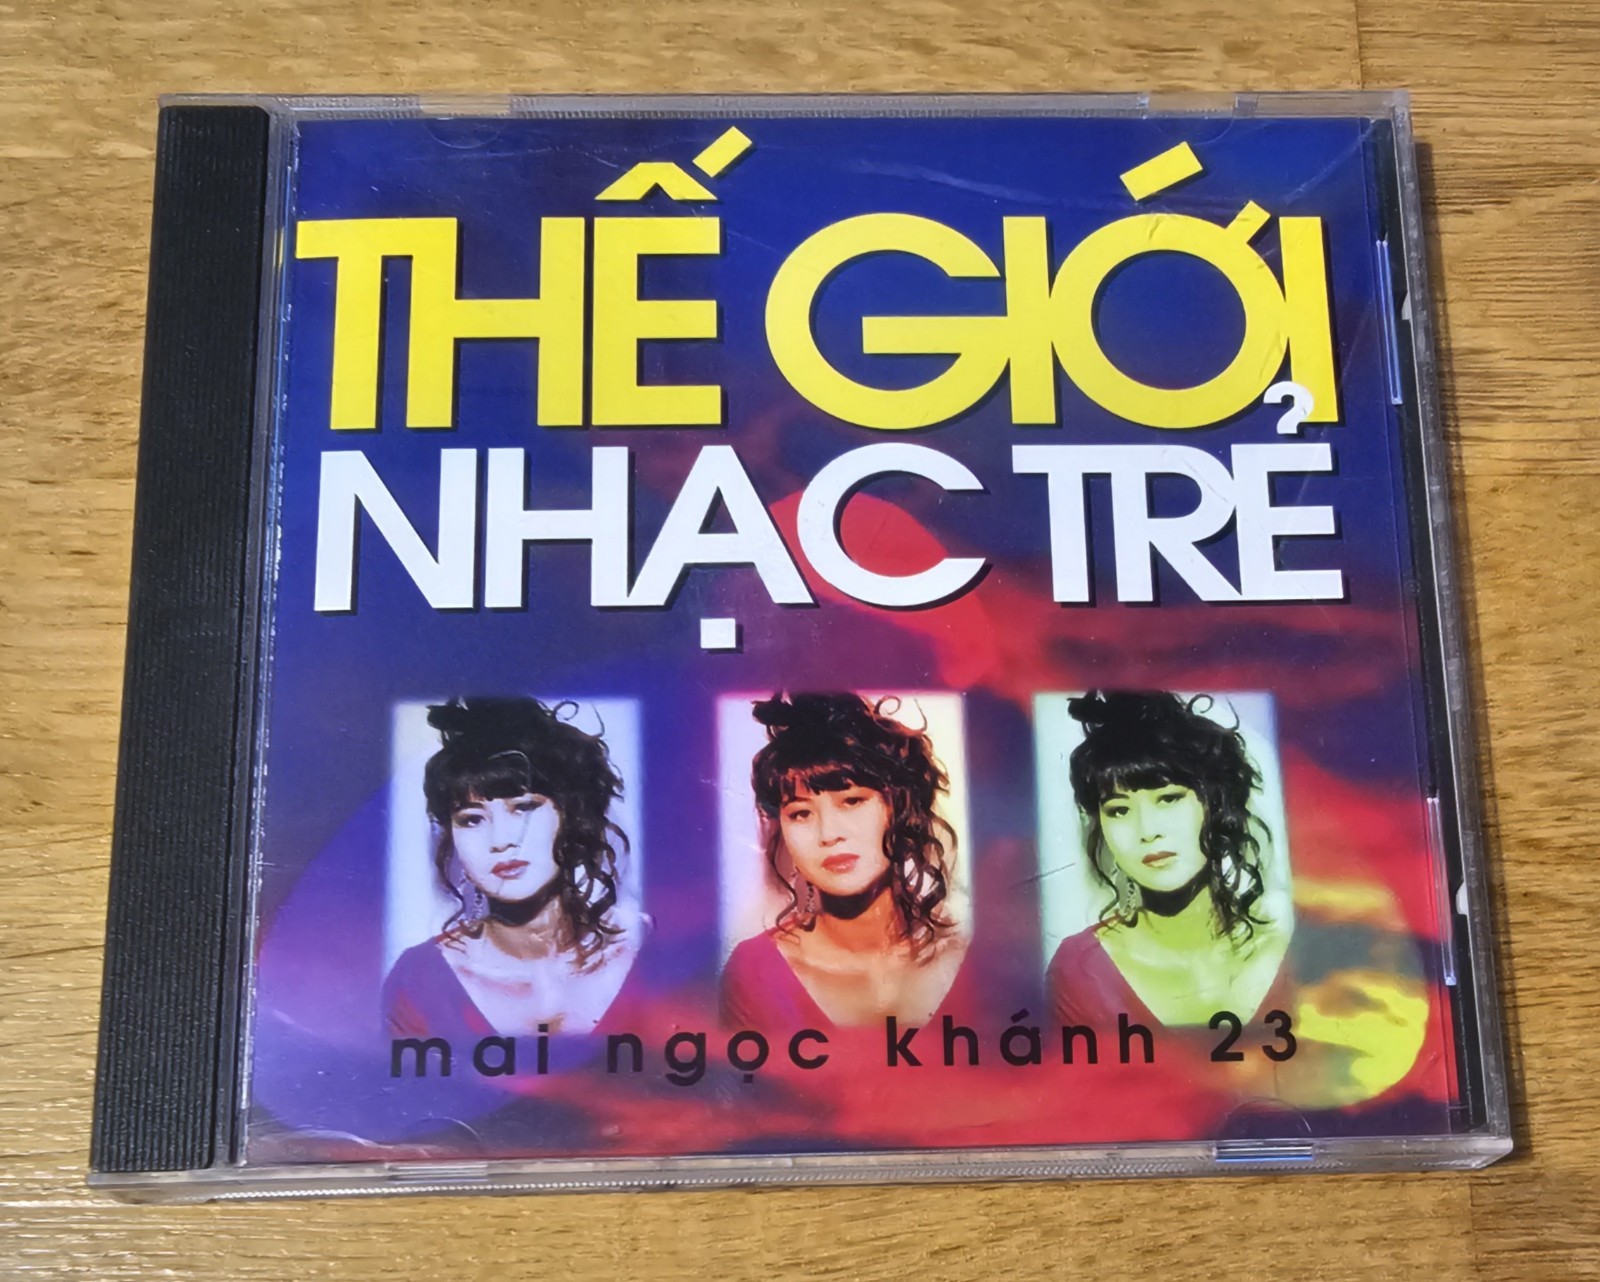 THẾ GIỚI
NHẠC TRẺ
mai ngọc khánh 23